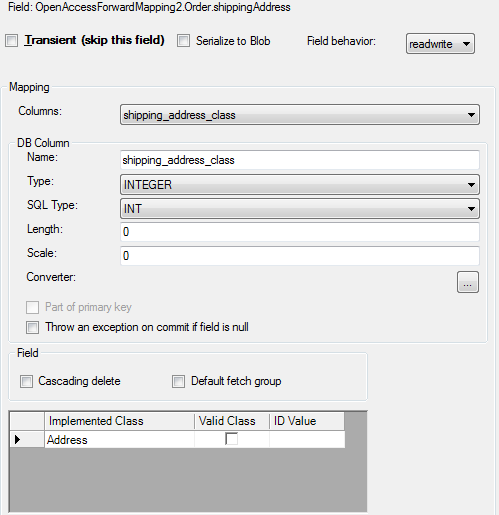 Field: OpenAccessForwardMapping2.Order.shippingAddress
Transient (skip this field) Serialize to Blob Field behavior: readwrite
Mapping
Columns: shipping_address_class
DB Column
Name: shipping_address_class
Type: INTEGER
SQL Type: INT
Length: 0
Scale: 0
Converter: ...
Part of primary key
Throw an exception on commit if field is null
Field
Cascading delete Default fetch group
Implemented Class Valid Class ID Value
Address